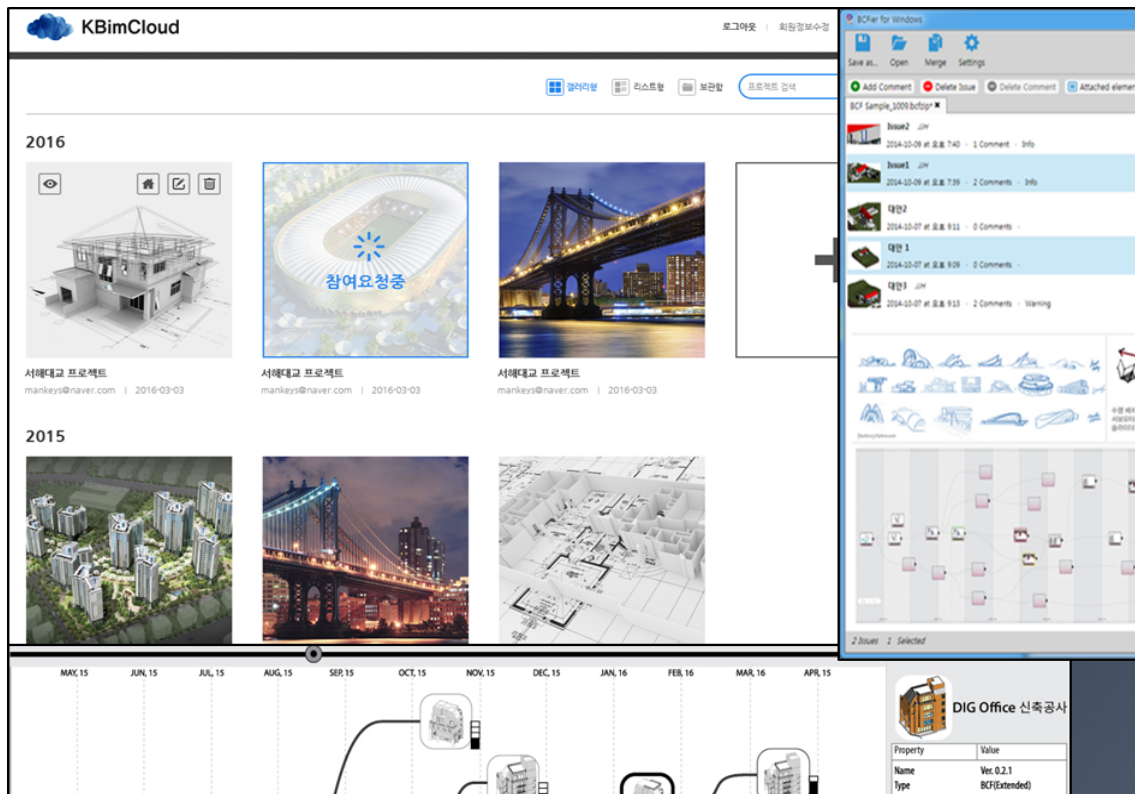 KBimCloud
로그아웃 | 회원정보수정
갤러리형 리스트형 보관함 프로젝트 검색
2016
참여요청중
서해대교 프로젝트
mankeys@naver.com | 2016-03-03
서해대교 프로젝트
mankeys@naver.com | 2016-03-03
서해대교 프로젝트
mankeys@naver.com | 2016-03-03
2015
BCFier for Windows
Save as.. Open Merge Settings
Add Comment Delete Issue Delete Comment Attached elemen
BCF Sample_1009.bcfzip*
Issue2 JJH
2014-10-09 at 오후 7:40 - 1 Comment - Info
Issue1 JJH
2014-10-09 at 오후 7:39 - 2 Comments - Info
대안2
2014-10-07 at 오후 9:11 - 0 Comments -
대안 1
2014-10-07 at 오후 9:09 - 0 Comments -
대안3 JJH
2014-10-07 at 오후 9:13 - 2 Comments - Warning
2 Issues 1 Selected
MAY, 15 JUN, 15 JUL, 15 AUG, 15 SEP, 15 OCT, 15 NOV, 15 DEC, 15 JAN, 16 FEB, 16 MAR, 16 APR, 15
DIG Office 신축공사
Property Value
Name Ver. 0.2.1
Type BCF(Extended)